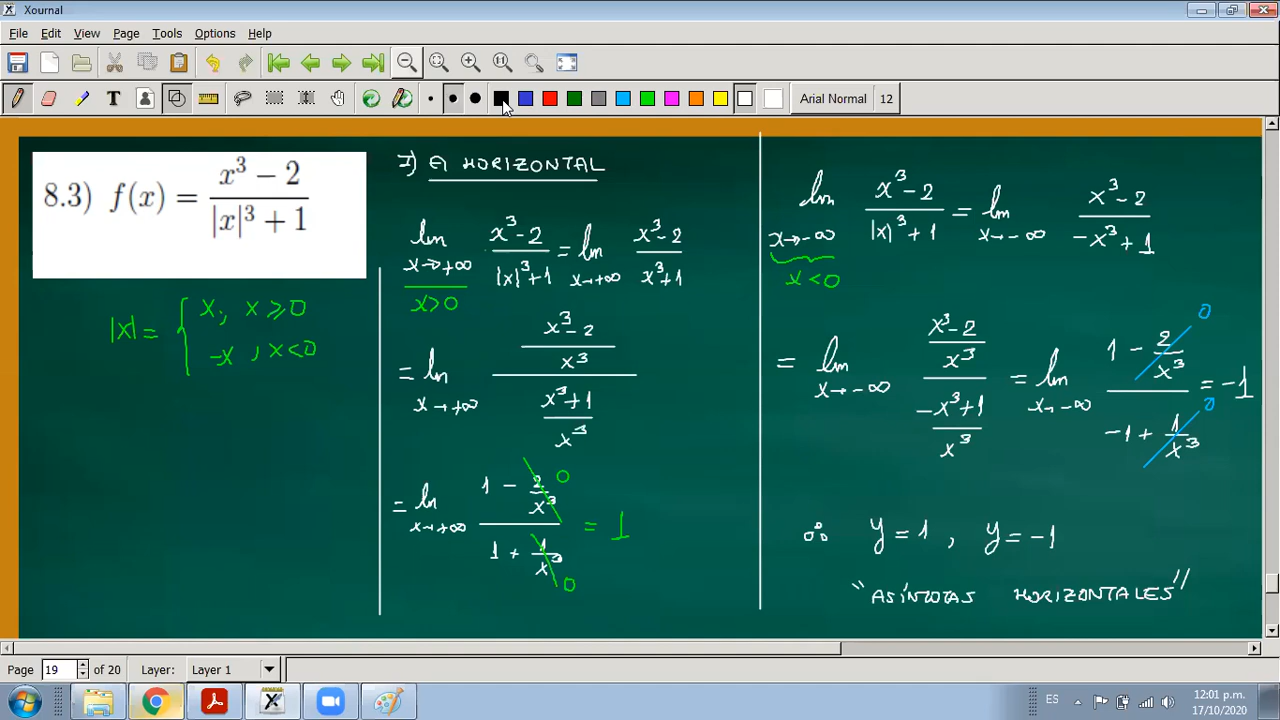 Xournal
File Edit View Page Tools Options Help
Arial Normal 12
8.3) f(x) = (x³ − 2)/(|x|³ + 1)
|x| = { x, x ⩾ 0
-x, x < 0
I) A HORIZONTAL
lim x→+∞ (x³-2)/(|x|³+1) = lim x→+∞ (x³-2)/(x³+1)
x>0
= lim x→+∞ ((x³-2)/x³)/((x³+1)/x³)
= lim x→+∞ (1 - 2/x³)/(1 + 1/x³) = 1
0
0
lim x→-∞ (x³-2)/(|x|³+1) = lim x→-∞ (x³-2)/(-x³+1)
x<0
= lim x→-∞ ((x³-2)/x³)/((-x³+1)/x³) = lim x→-∞ (1 - 2/x³)/(-1 + 1/x³) = -1
0
0
∴ y=1, y=-1
"ASÍNTOTAS HORIZONTALES"
Page 19 of 20 Layer: Layer 1
ES 12:01 p.m.
17/10/2020